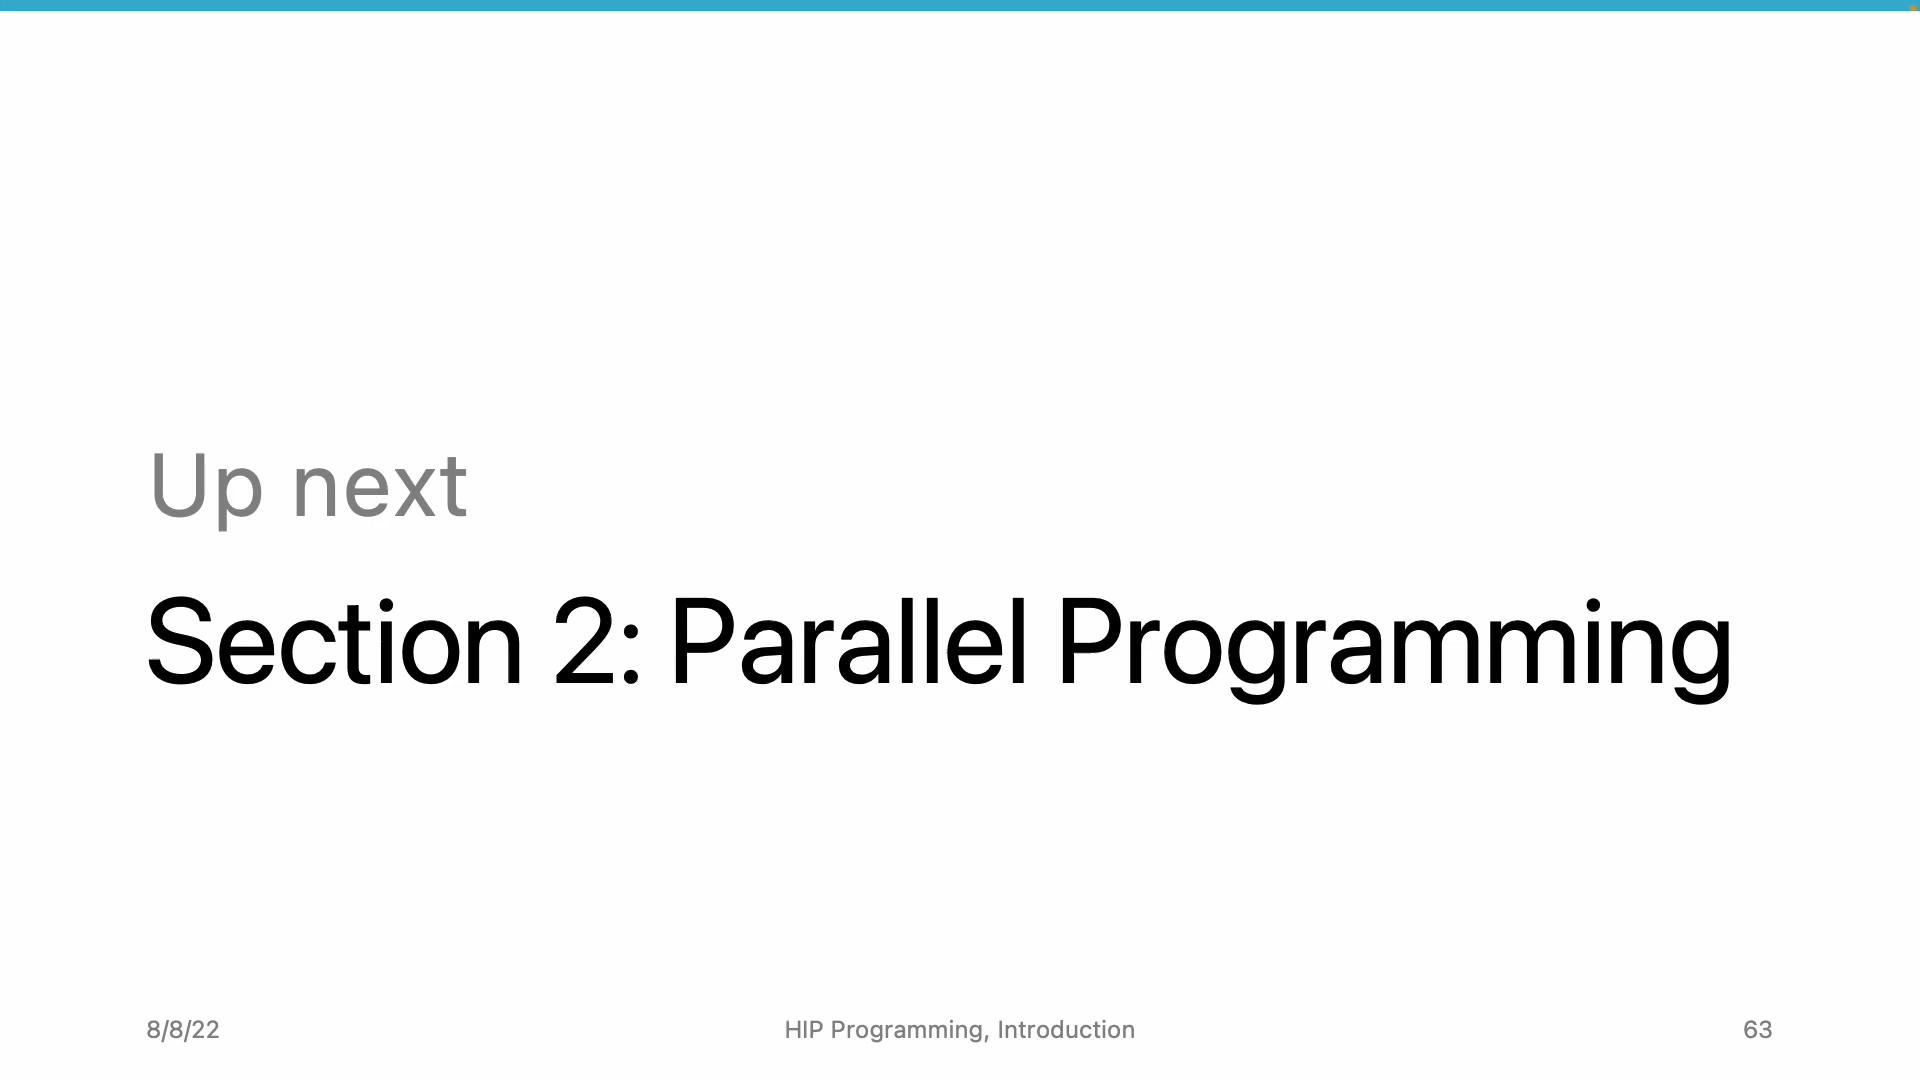 Up next
Section 2: Parallel Programming
8/8/22
HIP Programming, Introduction
63